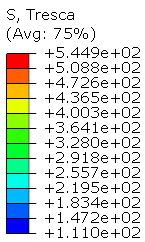 S, Tresca
(Avg: 75%)
+5.449e+02
+5.088e+02
+4.726e+02
+4.365e+02
+4.003e+02
+3.641e+02
+3.280e+02
+2.918e+02
+2.557e+02
+2.195e+02
+1.834e+02
+1.472e+02
+1.110e+02